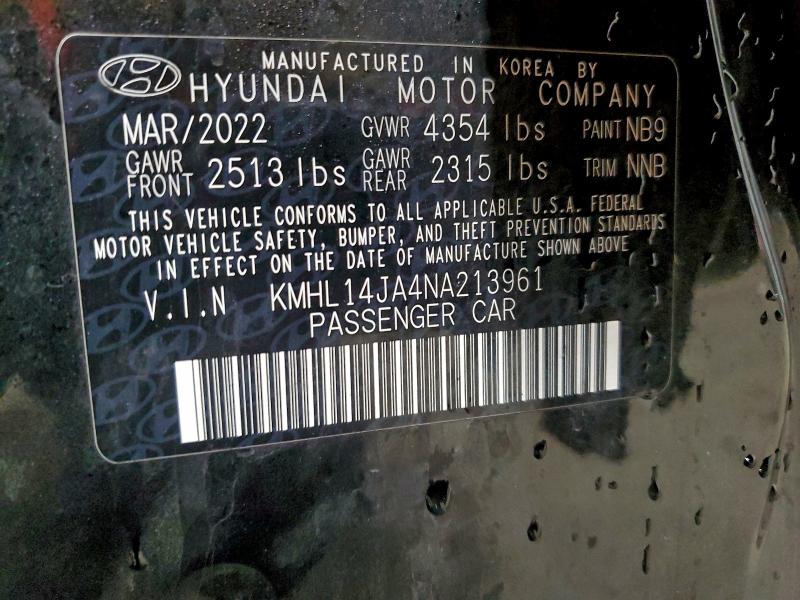 MANUFACTURED IN KOREA BY
HYUNDAI MOTOR COMPANY
MAR/2022 GVWR 4354 lbs PAINT NB9
GAWR FRONT 2513 lbs GAWR REAR 2315 lbs TRIM NNB
THIS VEHICLE CONFORMS TO ALL APPLICABLE U.S.A. FEDERAL
MOTOR VEHICLE SAFETY, BUMPER, AND THEFT PREVENTION STANDARDS
IN EFFECT ON THE DATE OF MANUFACTURE SHOWN ABOVE
V.I.N KMHL14JA4NA213961
PASSENGER CAR